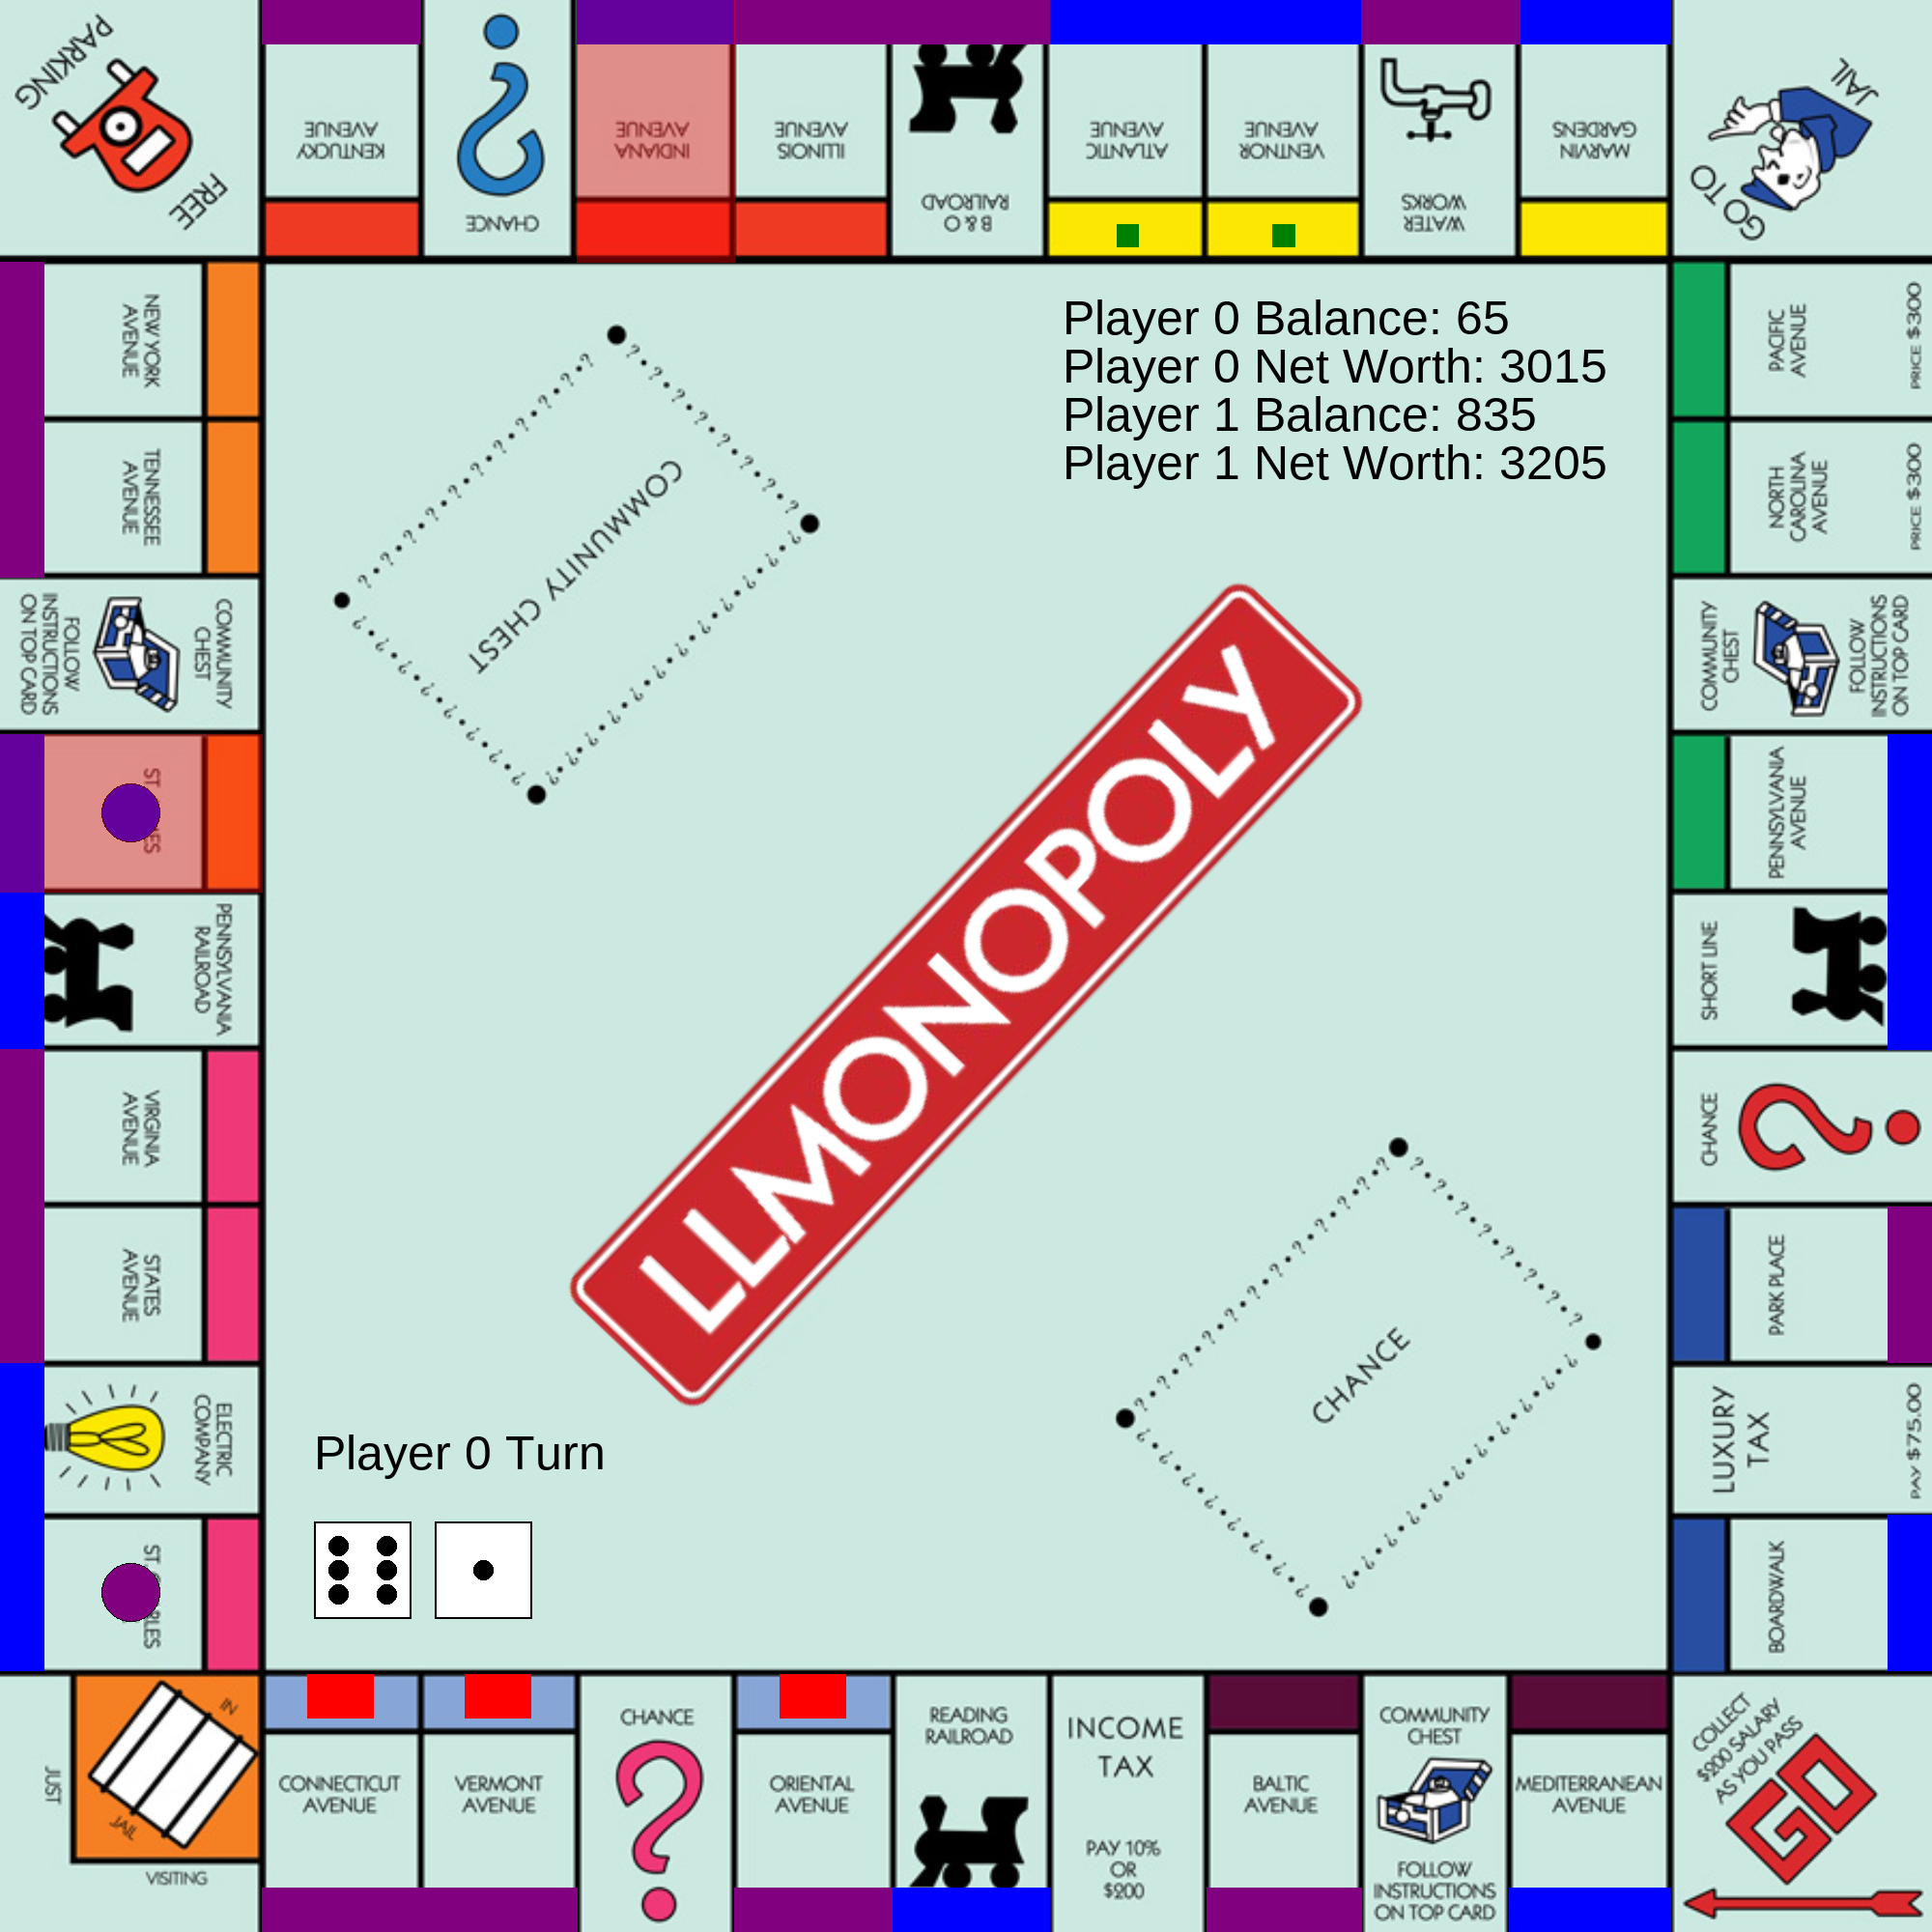 PARKING
FREE
KENTUCKY
AVENUE
CHANCE
INDIANA
AVENUE
ILLINOIS
AVENUE
B & O
RAILROAD
ATLANTIC
AVENUE
VENTNOR
AVENUE
WATER
WORKS
MARVIN
GARDENS
GO TO
JAIL
NEW YORK
AVENUE
TENNESSEE
AVENUE
COMMUNITY
CHEST
FOLLOW
INSTRUCTIONS
ON TOP CARD
ST
ES
PENNSYLVANIA
RAILROAD
VIRGINIA
AVENUE
STATES
AVENUE
ELECTRIC
COMPANY
ST
LES
COMMUNITY CHEST
Player 0 Balance: 65
Player 0 Net Worth: 3015
Player 1 Balance: 835
Player 1 Net Worth: 3205
LLMONOPOLY
CHANCE
Player 0 Turn
PACIFIC
AVENUE
PRICE $300
NORTH
CAROLINA
AVENUE
PRICE $300
COMMUNITY
CHEST
FOLLOW
INSTRUCTIONS
ON TOP CARD
PENNSYLVANIA
AVENUE
SHORT LINE
CHANCE
PARK PLACE
LUXURY
TAX
PAY $75.00
BOARDWALK
JUST
VISITING
IN
JAIL
CONNECTICUT
AVENUE
VERMONT
AVENUE
CHANCE
ORIENTAL
AVENUE
READING
RAILROAD
INCOME
TAX
PAY 10%
OR
$200
BALTIC
AVENUE
COMMUNITY
CHEST
FOLLOW
INSTRUCTIONS
ON TOP CARD
MEDITERRANEAN
AVENUE
COLLECT
$200 SALARY
AS YOU PASS
GO